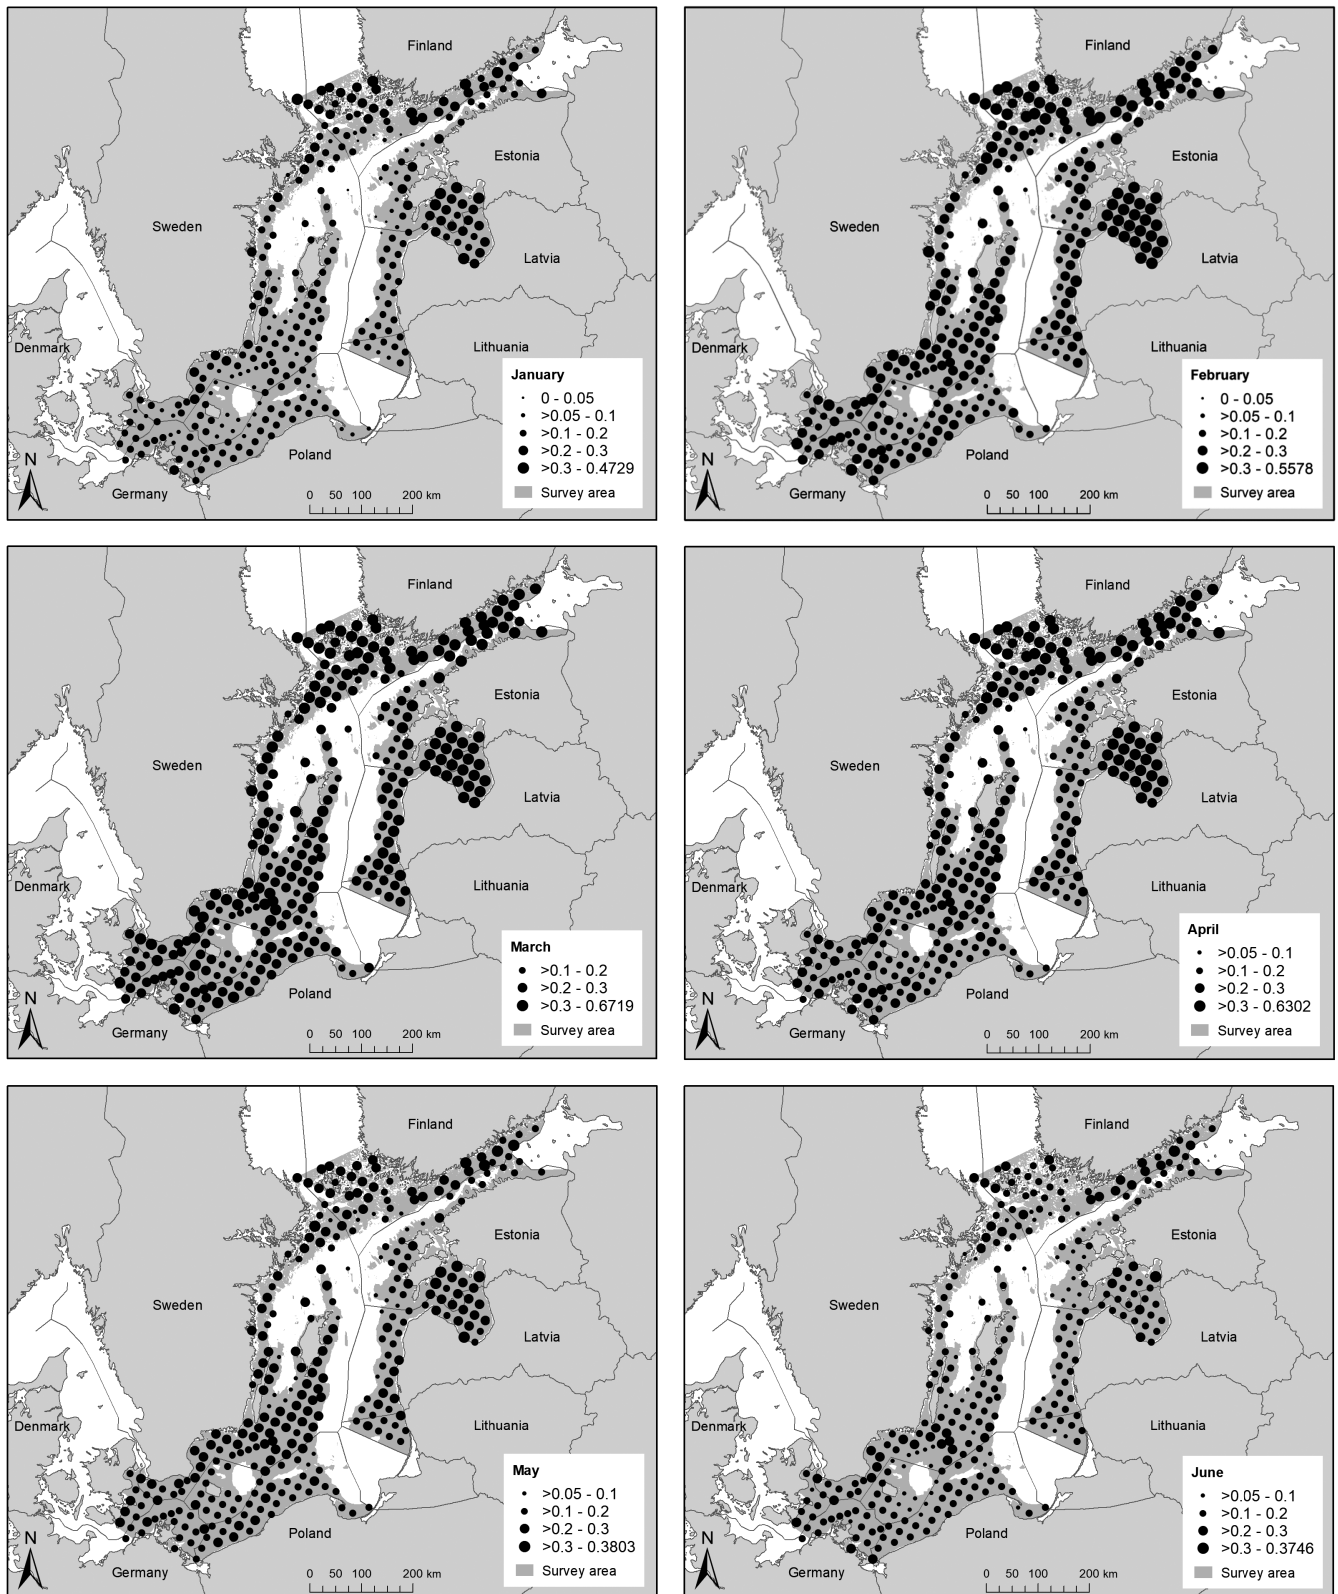 Finland
Estonia
Sweden
Latvia
Denmark
Lithuania
January
0 - 0.05
>0.05 - 0.1
>0.1 - 0.2
>0.2 - 0.3
>0.3 - 0.4729
Survey area
N
Poland
Germany
0 50 100 200 km
Finland
Estonia
Sweden
Latvia
Denmark
Lithuania
February
0 - 0.05
>0.05 - 0.1
>0.1 - 0.2
>0.2 - 0.3
>0.3 - 0.5578
Survey area
N
Poland
Germany
0 50 100 200 km
Finland
Estonia
Sweden
Latvia
Denmark
Lithuania
March
>0.1 - 0.2
>0.2 - 0.3
>0.3 - 0.6719
Survey area
N
Poland
Germany
0 50 100 200 km
Finland
Estonia
Sweden
Latvia
Denmark
Lithuania
April
>0.05 - 0.1
>0.1 - 0.2
>0.2 - 0.3
>0.3 - 0.6302
Survey area
N
Poland
Germany
0 50 100 200 km
Finland
Estonia
Sweden
Latvia
Denmark
Lithuania
May
>0.05 - 0.1
>0.1 - 0.2
>0.2 - 0.3
>0.3 - 0.3803
Survey area
N
Poland
Germany
0 50 100 200 km
Finland
Estonia
Sweden
Latvia
Denmark
Lithuania
June
>0.05 - 0.1
>0.1 - 0.2
>0.2 - 0.3
>0.3 - 0.3746
Survey area
N
Poland
Germany
0 50 100 200 km